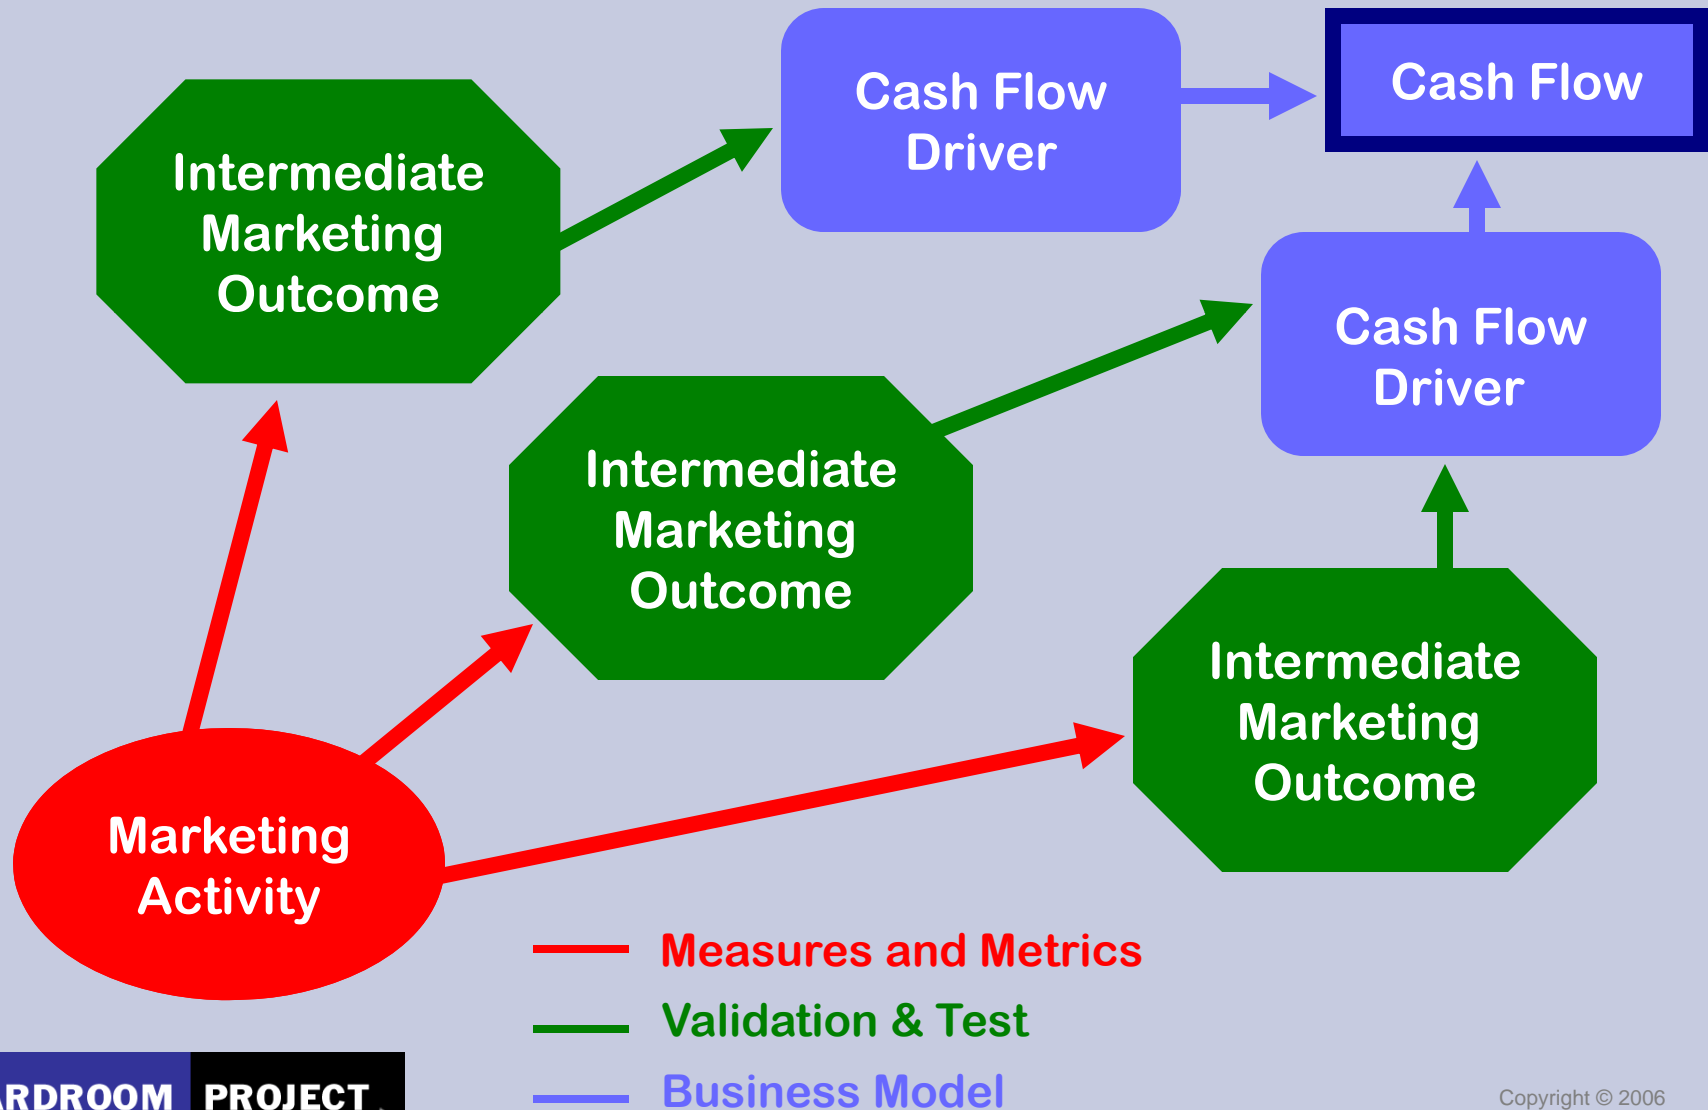 Cash Flow
Driver
Cash Flow
Intermediate
Marketing
Outcome
Cash Flow
Driver
Intermediate
Marketing
Outcome
Intermediate
Marketing
Outcome
Marketing
Activity
Measures and Metrics
Validation & Test
Business Model
ARDROOM PROJECT
Copyright © 2006